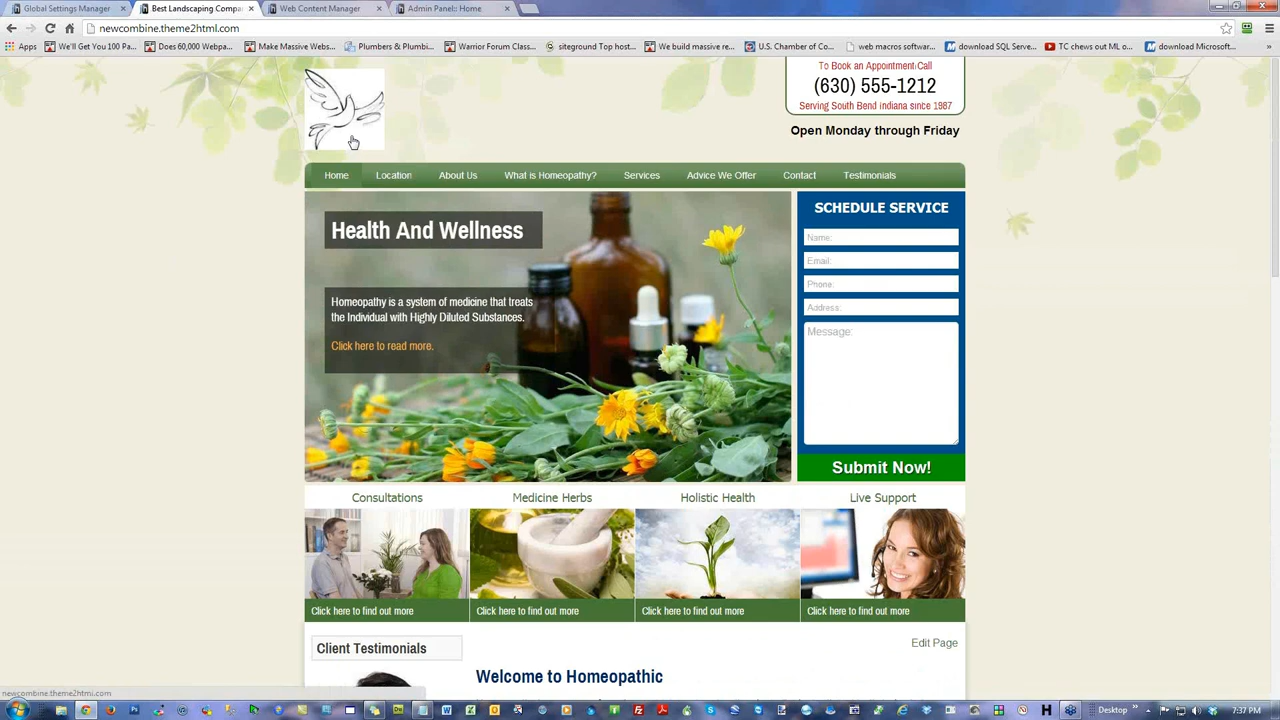 Global Settings Manager
Best Landscaping Compa
Web Content Manager
Admin Panel:: Home
newcombine.theme2html.com
Apps
We'll Get You 100 Pa...
Does 60,000 Webpa...
Make Massive Webs...
Plumbers & Plumbi...
Warrior Forum Class...
siteground Top host...
We build massive re...
U.S. Chamber of Co...
web macros softwar...
download SQL Serve...
TC chews out ML o...
download Microsoft...
To Book an Appointment Call
(630) 555-1212
Serving South Bend Indiana since 1987
Open Monday through Friday
Home
Location
About Us
What is Homeopathy?
Services
Advice We Offer
Contact
Testimonials
Health And Wellness
Homeopathy is a system of medicine that treats
the Individual with Highly Diluted Substances.
Click here to read more.
SCHEDULE SERVICE
Name:
Email:
Phone:
Address:
Message:
Submit Now!
Consultations
Medicine Herbs
Holistic Health
Live Support
Click here to find out more
Click here to find out more
Click here to find out more
Click here to find out more
Client Testimonials
Edit Page
Welcome to Homeopathic
newcombine.theme2html.com
Desktop
7:37 PM